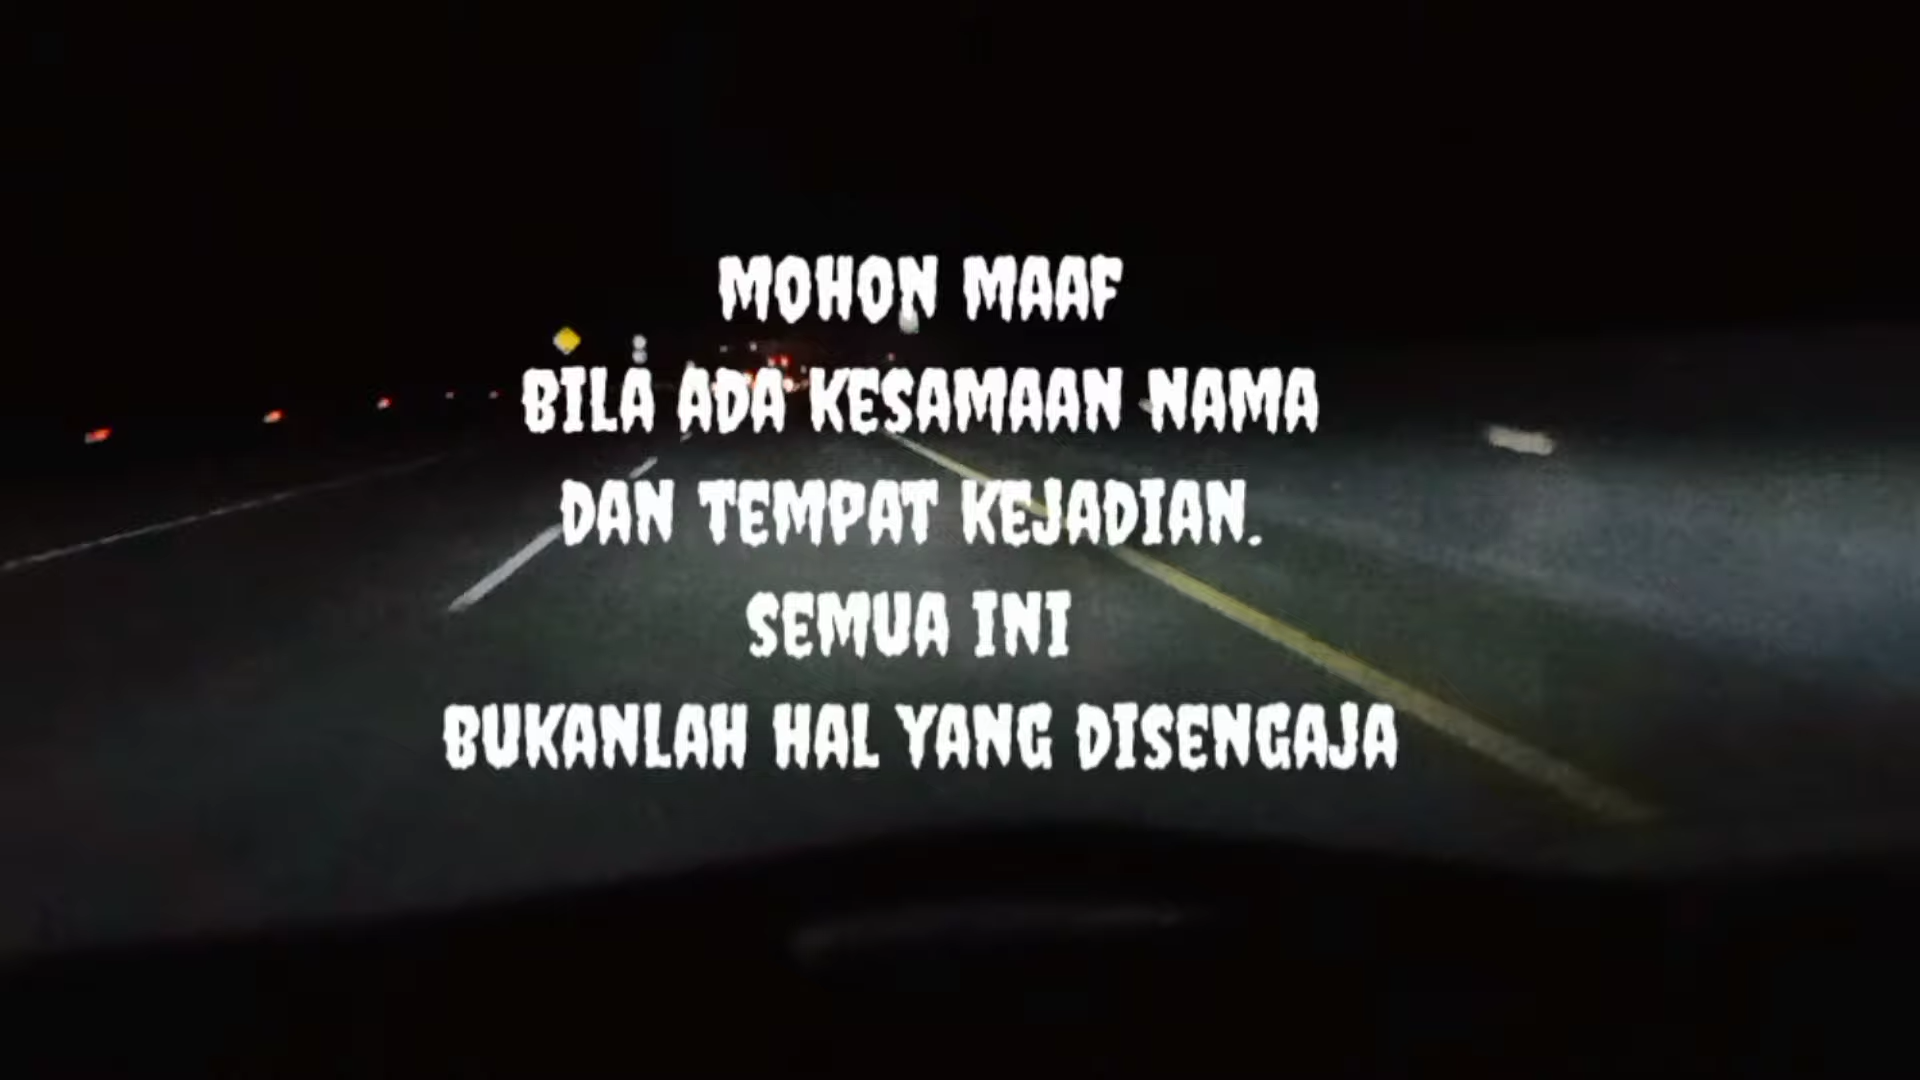 MOHON MAAF
BILA ADA KESAMAAN NAMA
DAN TEMPAT KEJADIAN.
SEMUA INI
BUKANLAH HAL YANG DISENGAJA